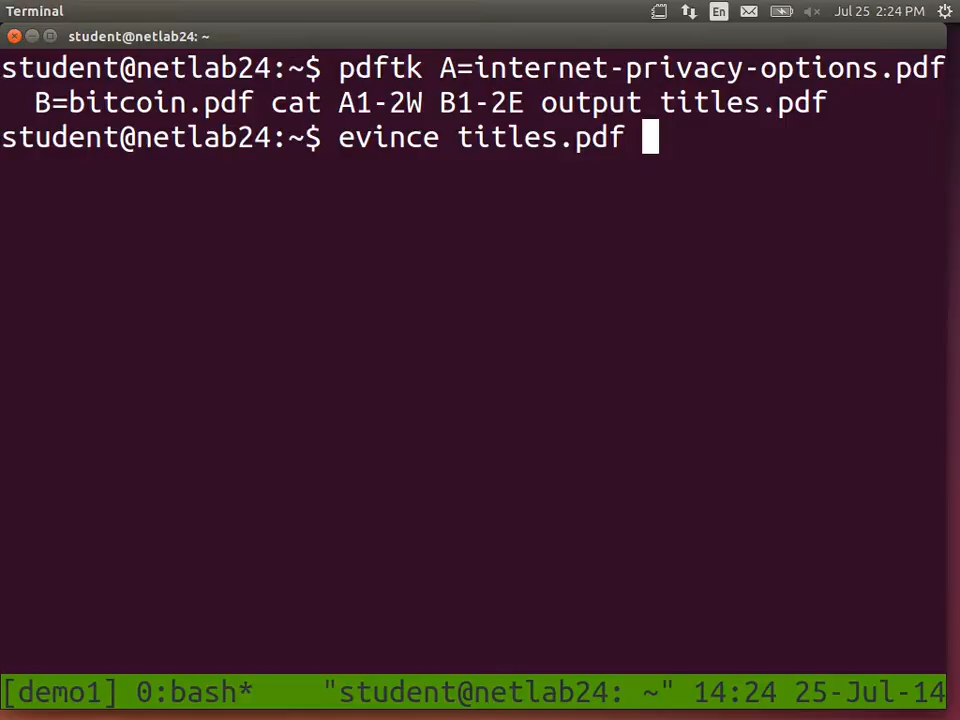 Terminal
En
Jul 25 2:24 PM
student@netlab24: ~
student@netlab24:~$ pdftk A=internet-privacy-options.pdf
B=bitcoin.pdf cat A1-2W B1-2E output titles.pdf
student@netlab24:~$ evince titles.pdf
[demo1] 0:bash* "student@netlab24: ~" 14:24 25-Jul-14